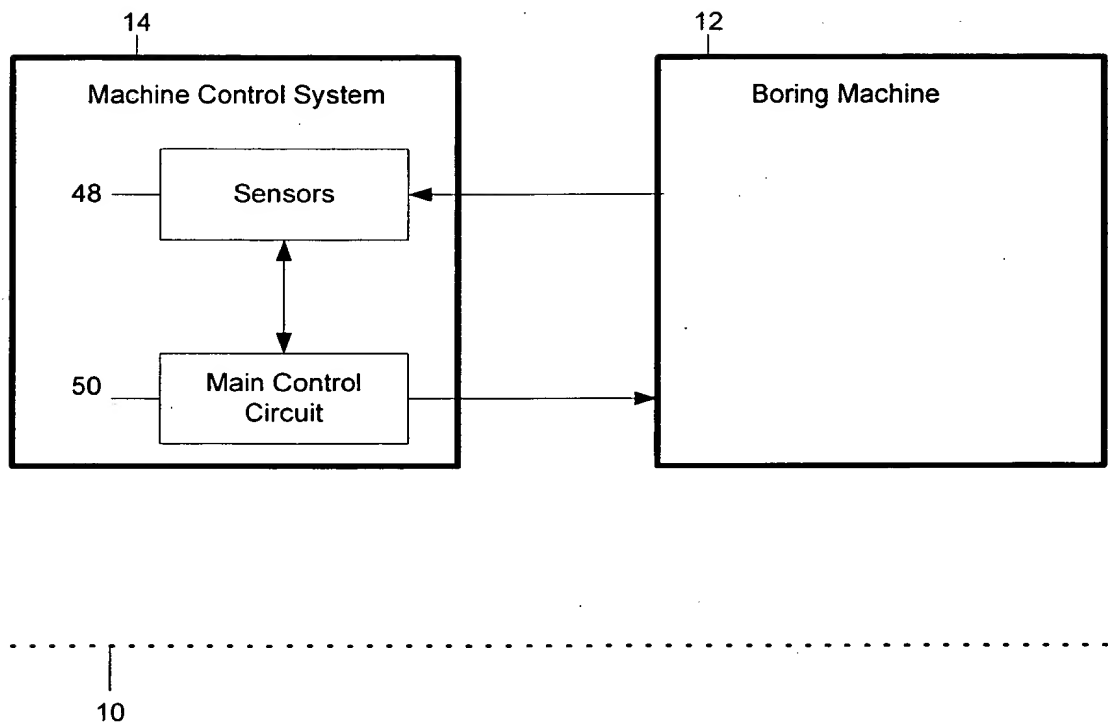 14
12
Machine Control System
Boring Machine
48
Sensors
50
Main Control
Circuit
10